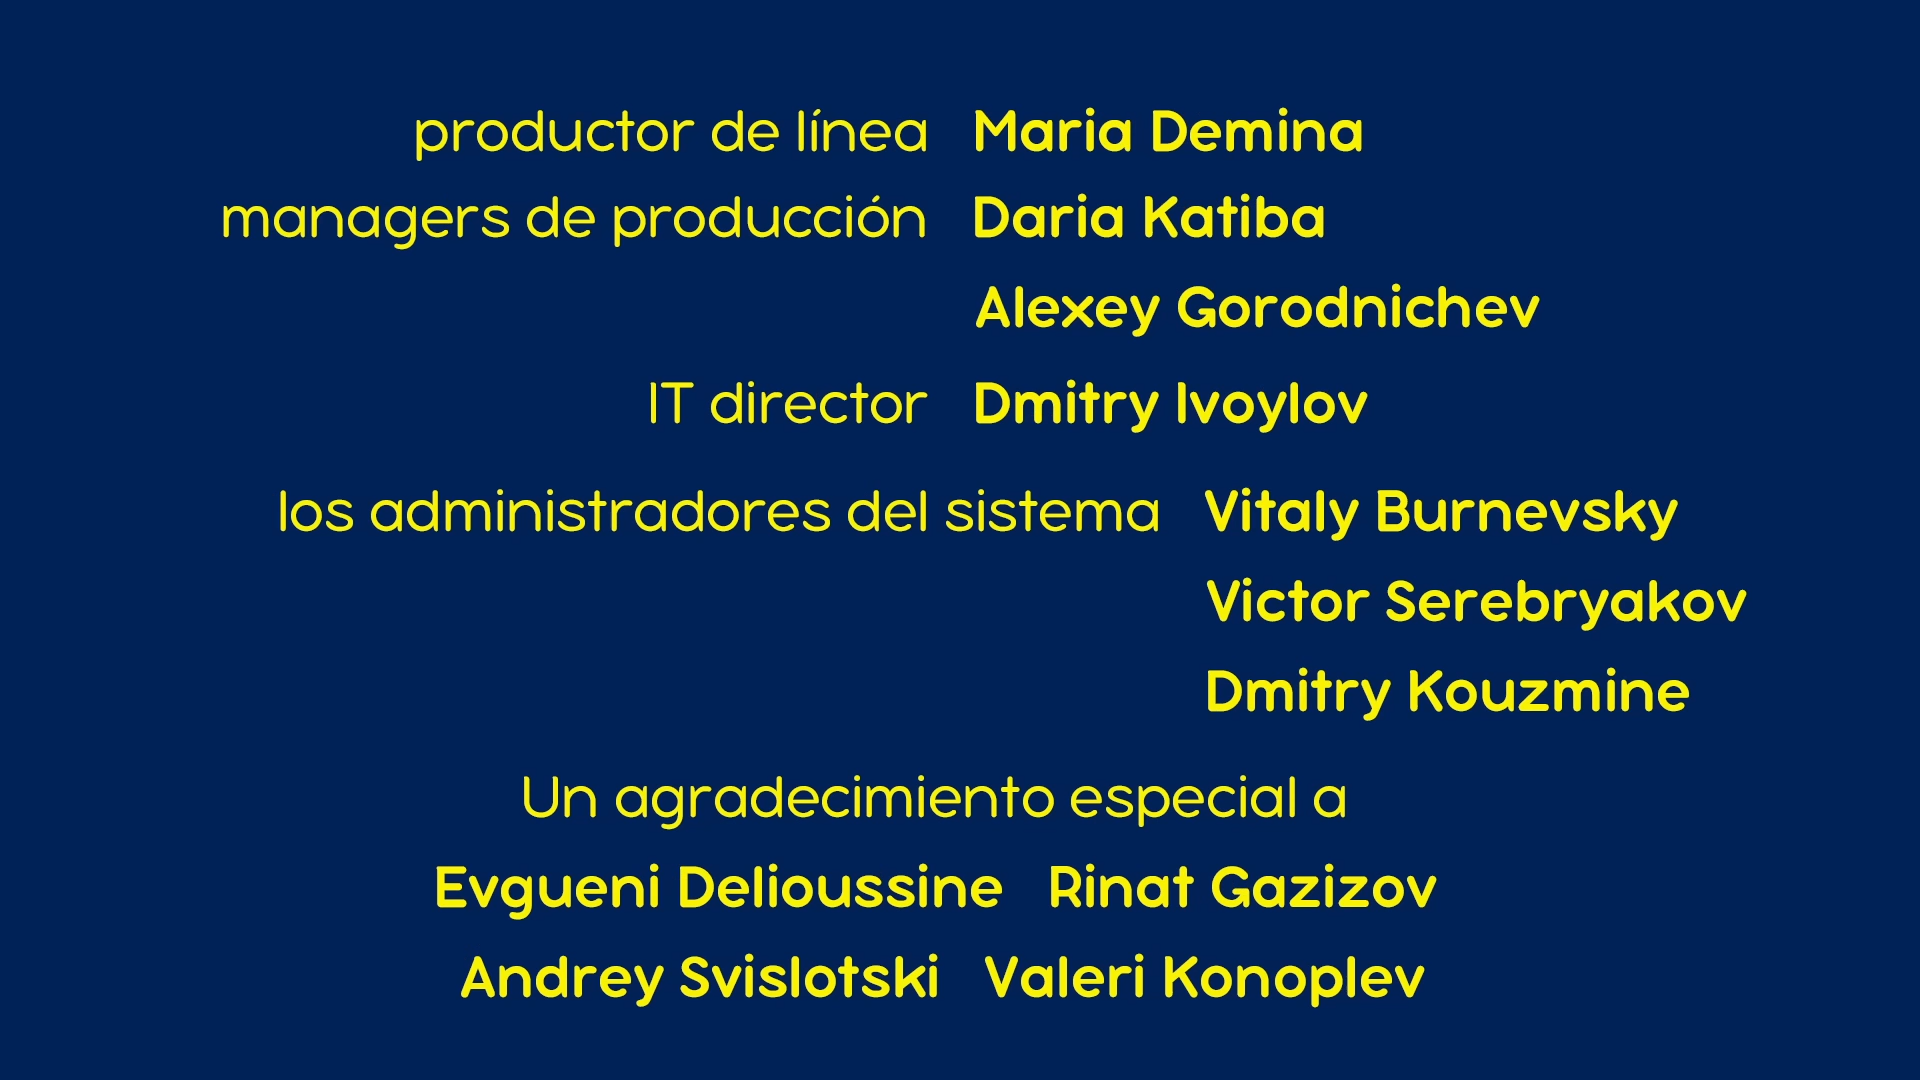 productor de línea Maria Demina
managers de producción Daria Katiba
Alexey Gorodnichev
IT director Dmitry Ivoylov
los administradores del sistema Vitaly Burnevsky
Victor Serebryakov
Dmitry Kouzmine
Un agradecimiento especial a
Evgueni Delioussine Rinat Gazizov
Andrey Svislotski Valeri Konoplev